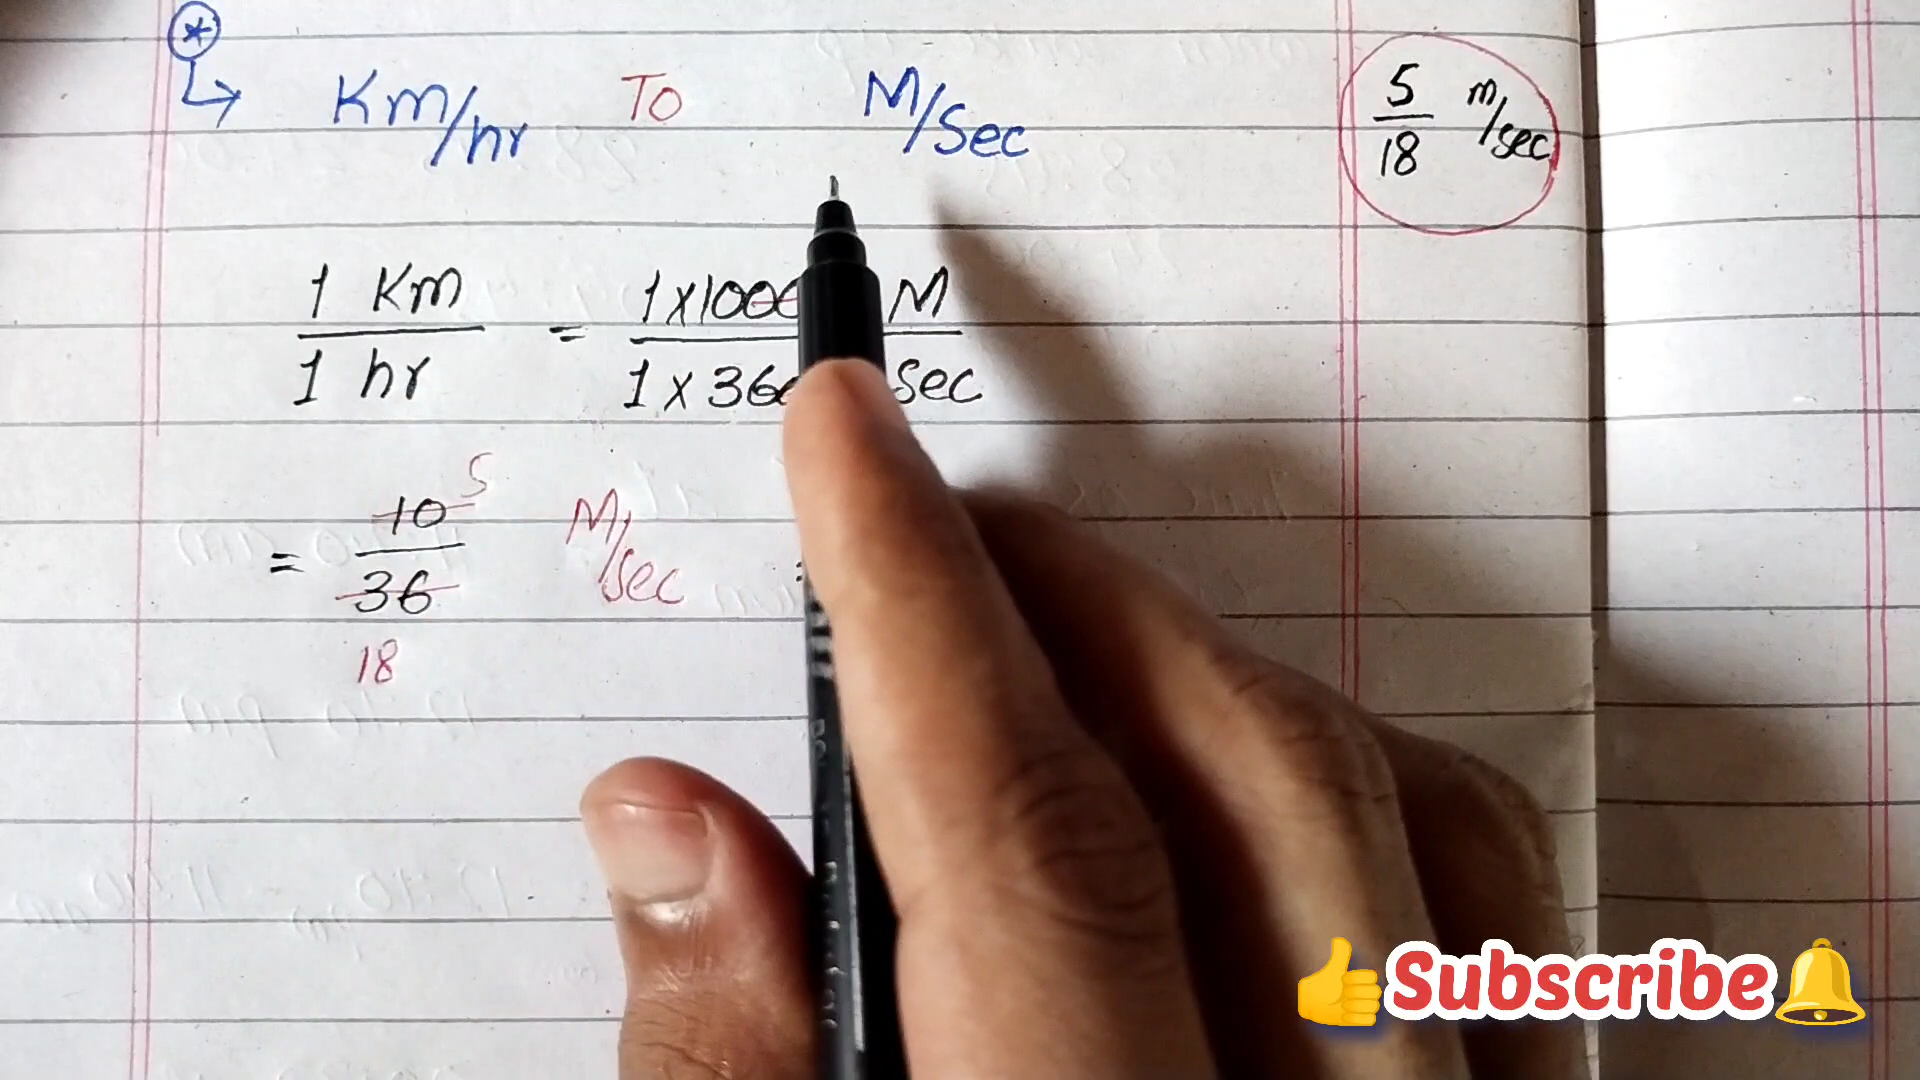 *
Km/hr To M/Sec
5/18 m/sec
1 Km / 1 hr = 1x1000 M / 1x36 Sec
= 10/36 5/18 M/Sec
Subscribe